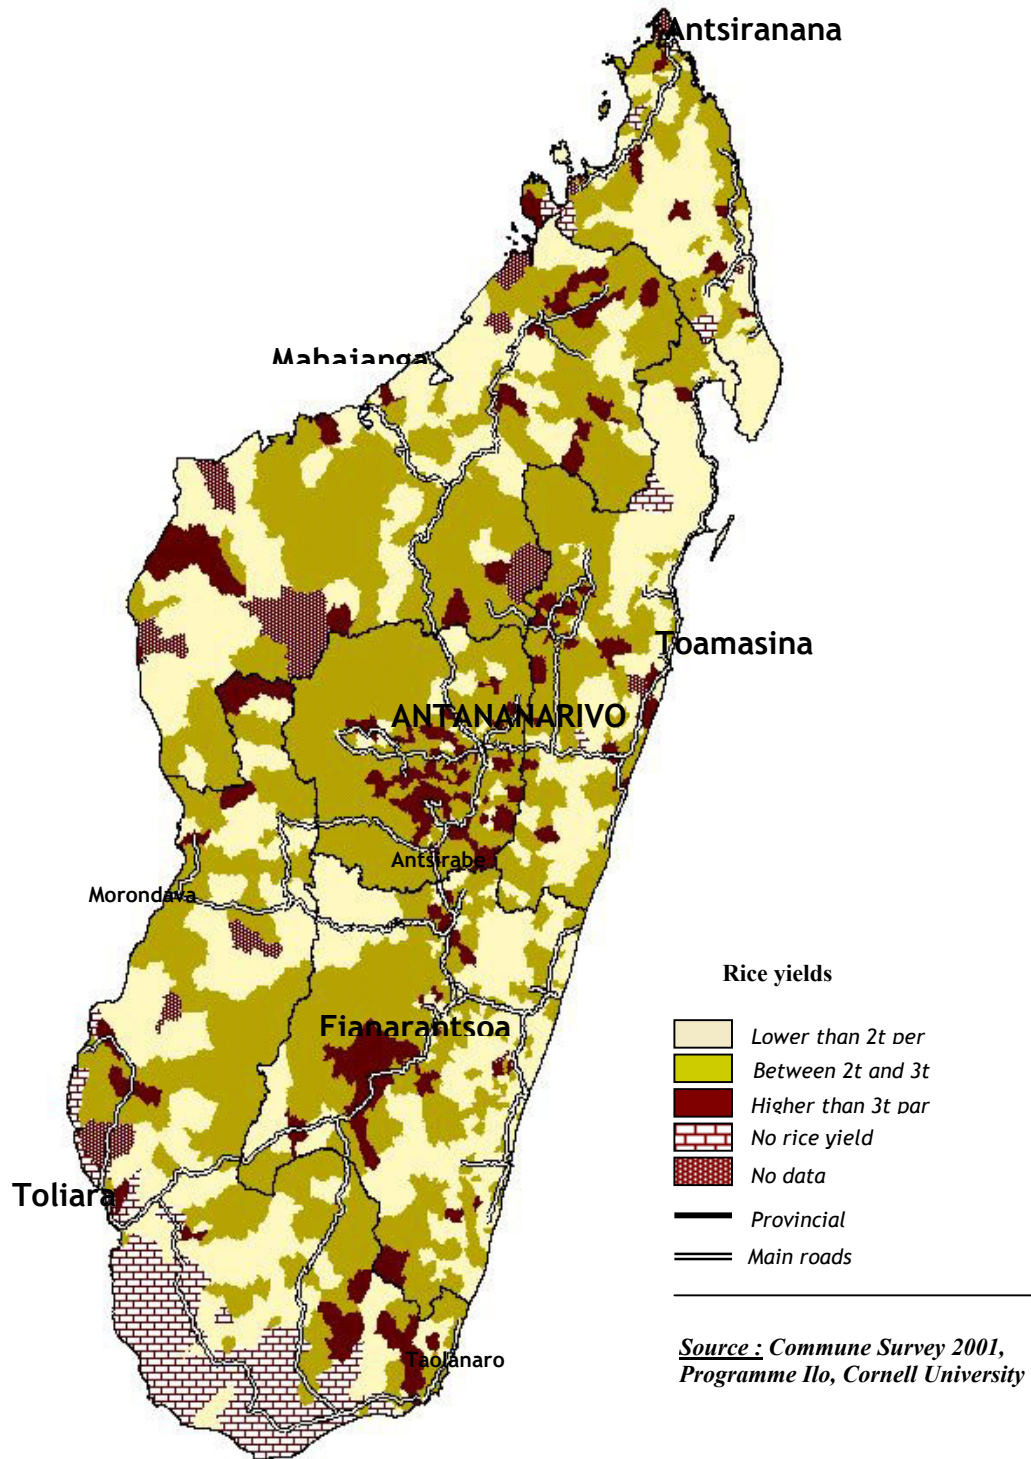 Antsiranana
Mahajanga
Toamasina
ANTANANARIVO
Antsirabe
Morondava
Fianarantsoa
Toliara
Taolanaro
Rice yields
Lower than 2t per
Between 2t and 3t
Higher than 3t par
No rice yield
No data
Provincial
Main roads
Source : Commune Survey 2001,
Programme Ilo, Cornell University